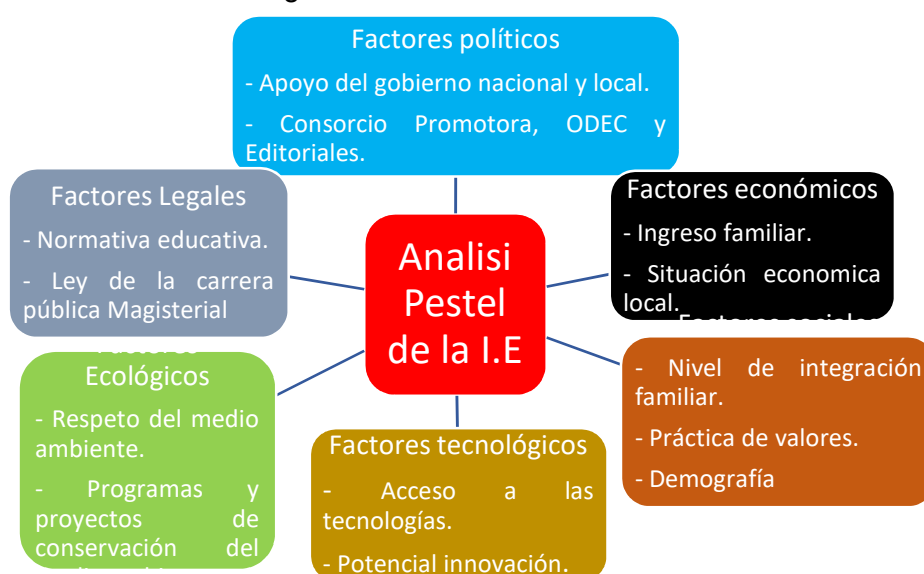 Factores políticos
- Apoyo del gobierno nacional y local.
- Consorcio Promotora, ODEC y
Editoriales.
Factores Legales
- Normativa educativa.
- Ley de la carrera
pública Magisterial
Factores económicos
- Ingreso familiar.
- Situación economica
local.
Analisi
Pestel
de la I.E
Factores sociales
- Nivel de integración
familiar.
- Práctica de valores.
- Demografía
Factores
Ecológicos
- Respeto del medio
ambiente.
- Programas y
proyectos de
conservación del
Factores tecnológicos
- Acceso a las
tecnologías.
- Potencial innovación.